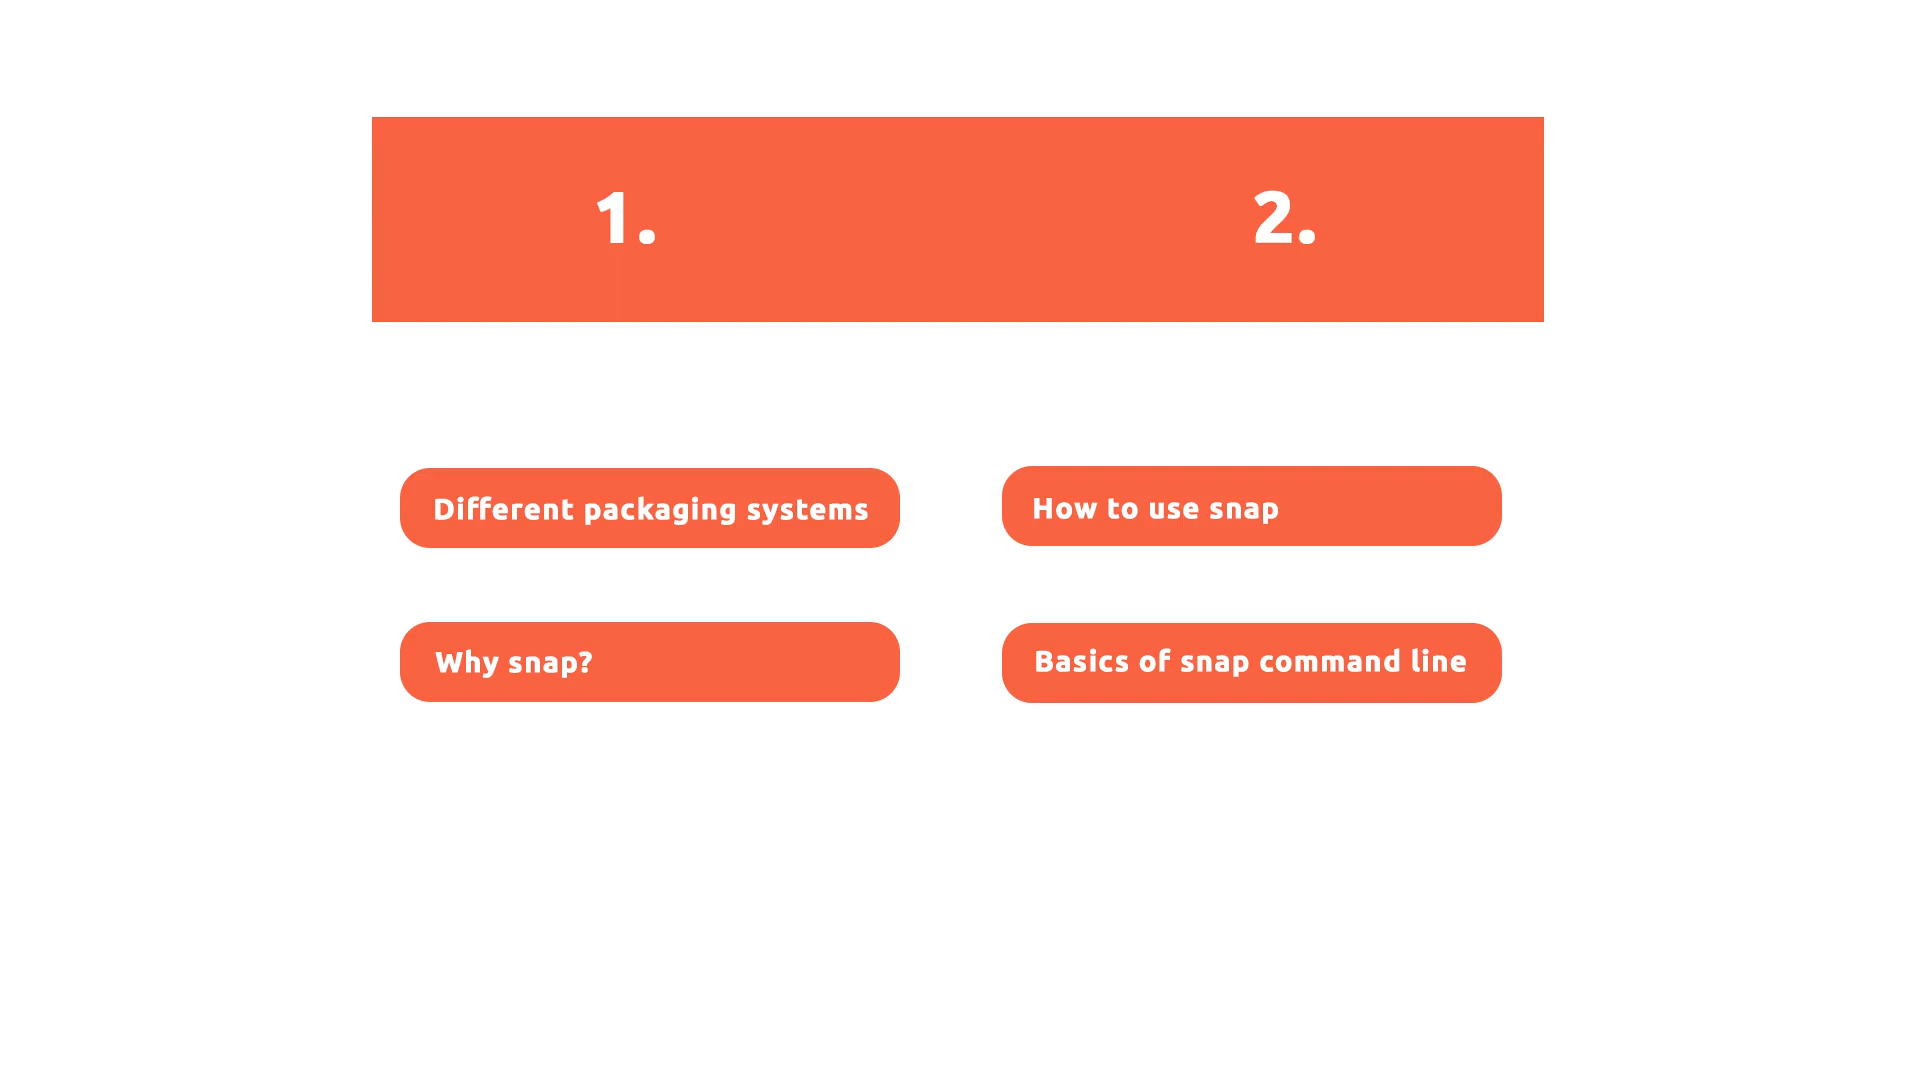 1.
2.
Different packaging systems
How to use snap
Why snap?
Basics of snap command line